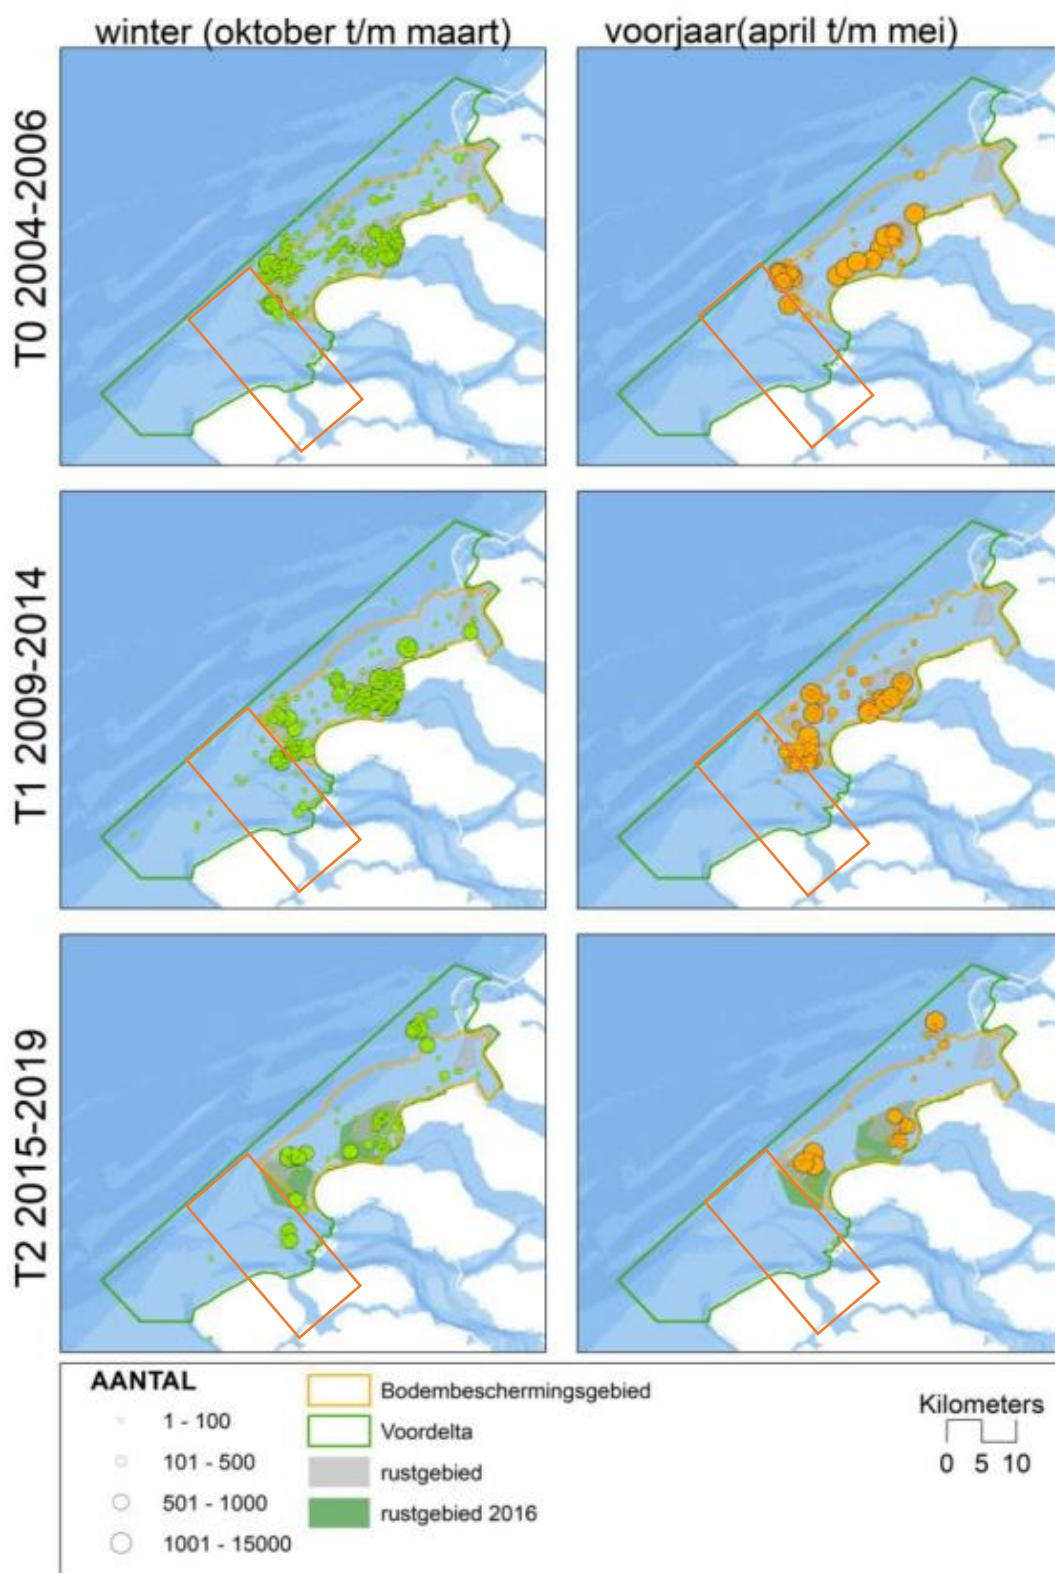 winter (oktober t/m maart)
voorjaar(april t/m mei)
T0 2004-2006
T1 2009-2014
T2 2015-2019
AANTAL
1 - 100
101 - 500
501 - 1000
1001 - 15000
Bodembeschermingsgebied
Voordelta
rustgebied
rustgebied 2016
Kilometers
0 5 10